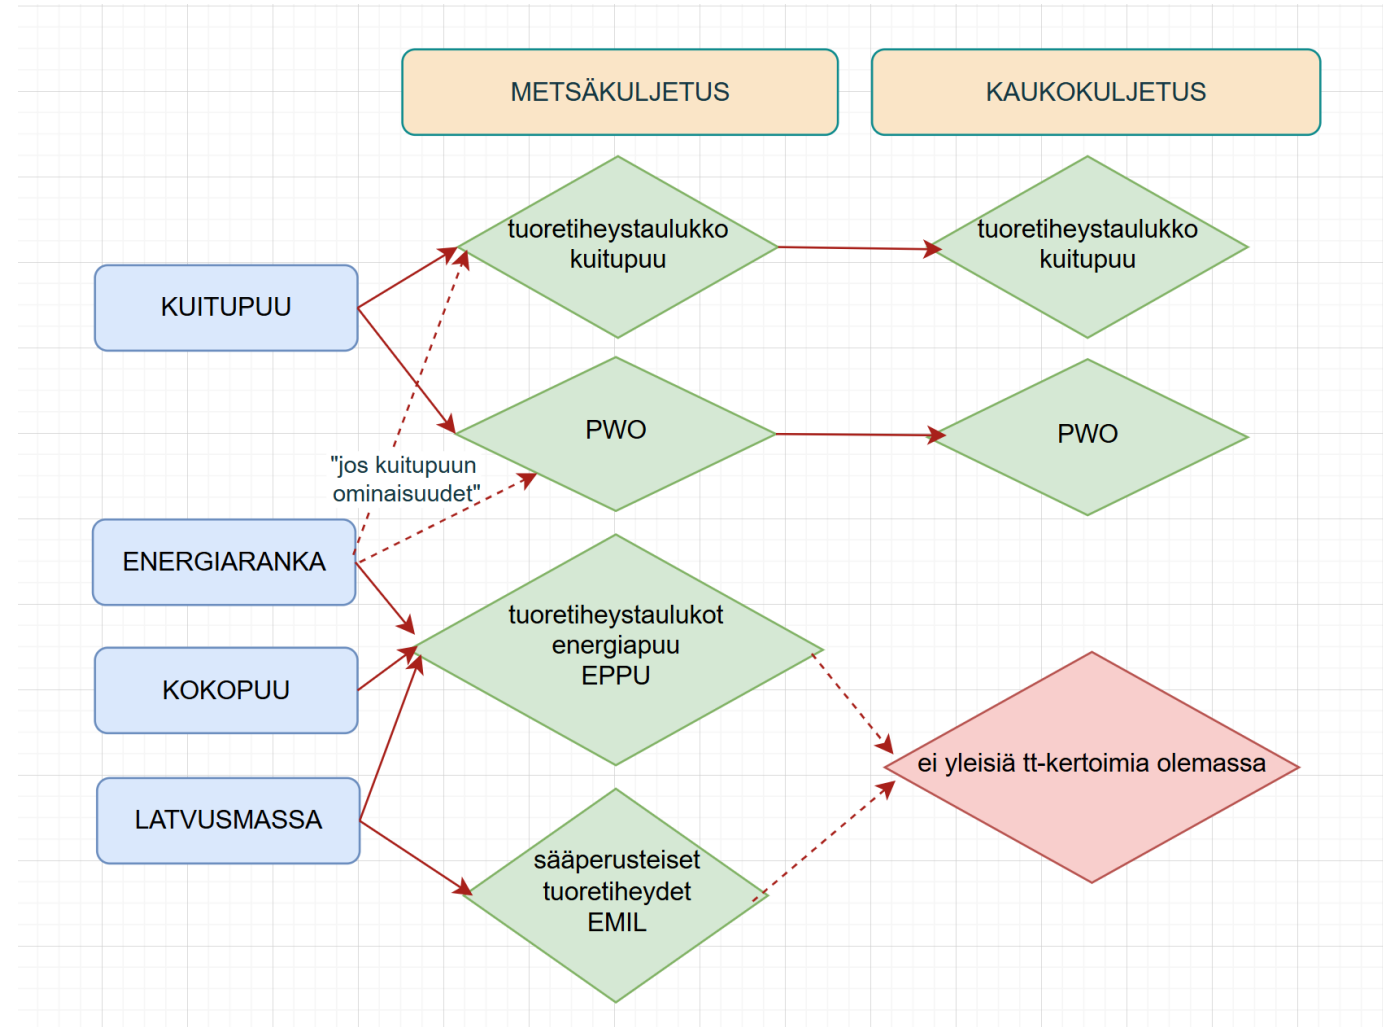 METSÄKULJETUS
KAUKOKULJETUS
tuoretiheystaulukko
kuitupuu
tuoretiheystaulukko
kuitupuu
KUITUPUU
PWO
PWO
"jos kuitupuun
ominaisuudet"
ENERGIARANKA
tuoretiheystaulukot
energiapuu
EPPU
KOKOPUU
ei yleisiä tt-kertoimia olemassa
LATVUSMASSA
sääperusteiset
tuoretiheydet
EMIL